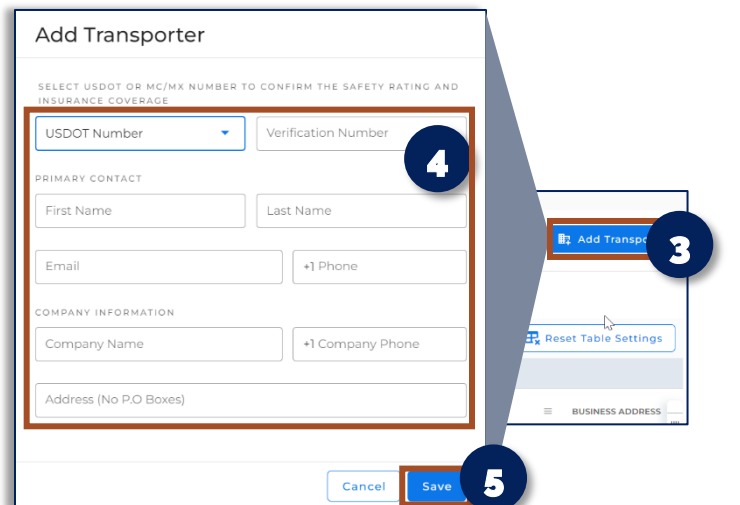 Add Transporter
SELECT USDOT OR MC/MX NUMBER TO CONFIRM THE SAFETY RATING AND
INSURANCE COVERAGE
USDOT Number
Verification Number
4
PRIMARY CONTACT
First Name
Last Name
Email
+1 Phone
COMPANY INFORMATION
Company Name
+1 Company Phone
Address (No P.O Boxes)
Cancel
Save
5
Add Transpo
3
Reset Table Settings
BUSINESS ADDRESS